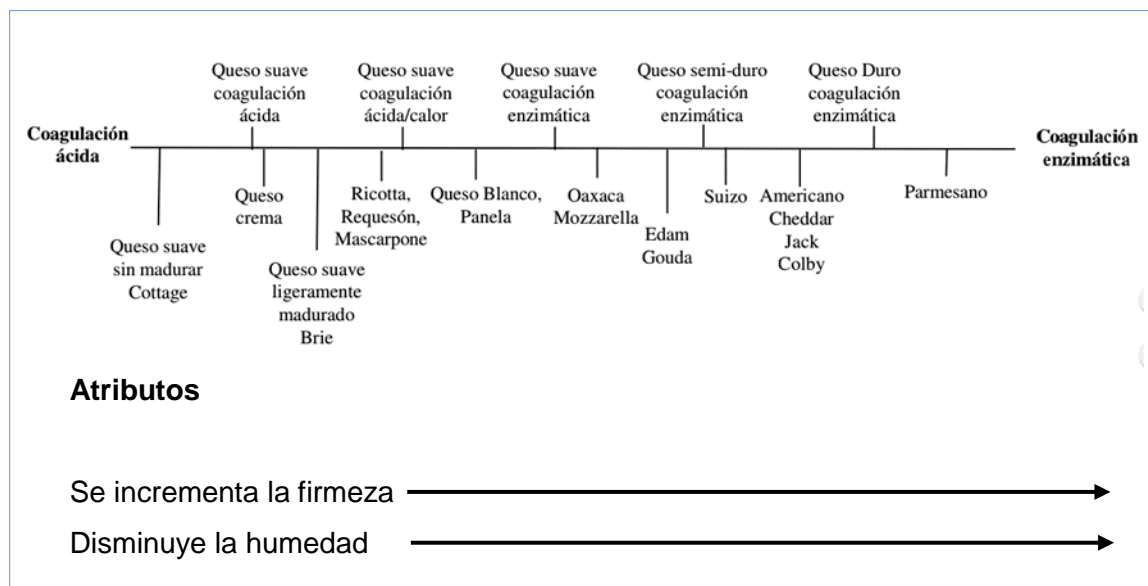 Queso suave
coagulación
ácida
Queso suave
coagulación
ácida/calor
Queso suave
coagulación
enzimática
Queso semi-duro
coagulación
enzimática
Queso Duro
coagulación
enzimática
Coagulación
ácida
Coagulación
enzimática
Queso suave
sin madurar
Cottage
Queso
crema
Queso suave
ligeramente
madurado
Brie
Ricotta,
Requesón,
Mascarpone
Queso Blanco,
Panela
Oaxaca
Mozzarella
Edam
Gouda
Suizo
Americano
Cheddar
Jack
Colby
Parmesano
Atributos
Se incrementa la firmeza
Disminuye la humedad